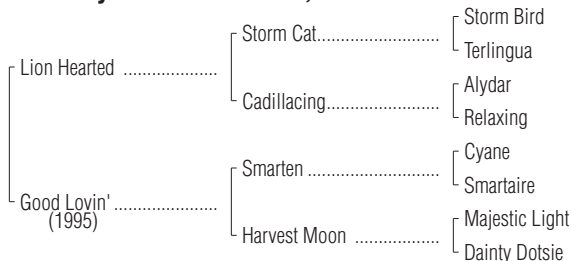 Storm Bird
Storm Cat....................................
Terlingua
Lion Hearted ......................
Alydar
Cadillacing..................................
Relaxing
Cyane
Smarten ......................................
Smartaire
Good Lovin' ........................
(1995)
Majestic Light
Harvest Moon ......................
Dainty Dotsie